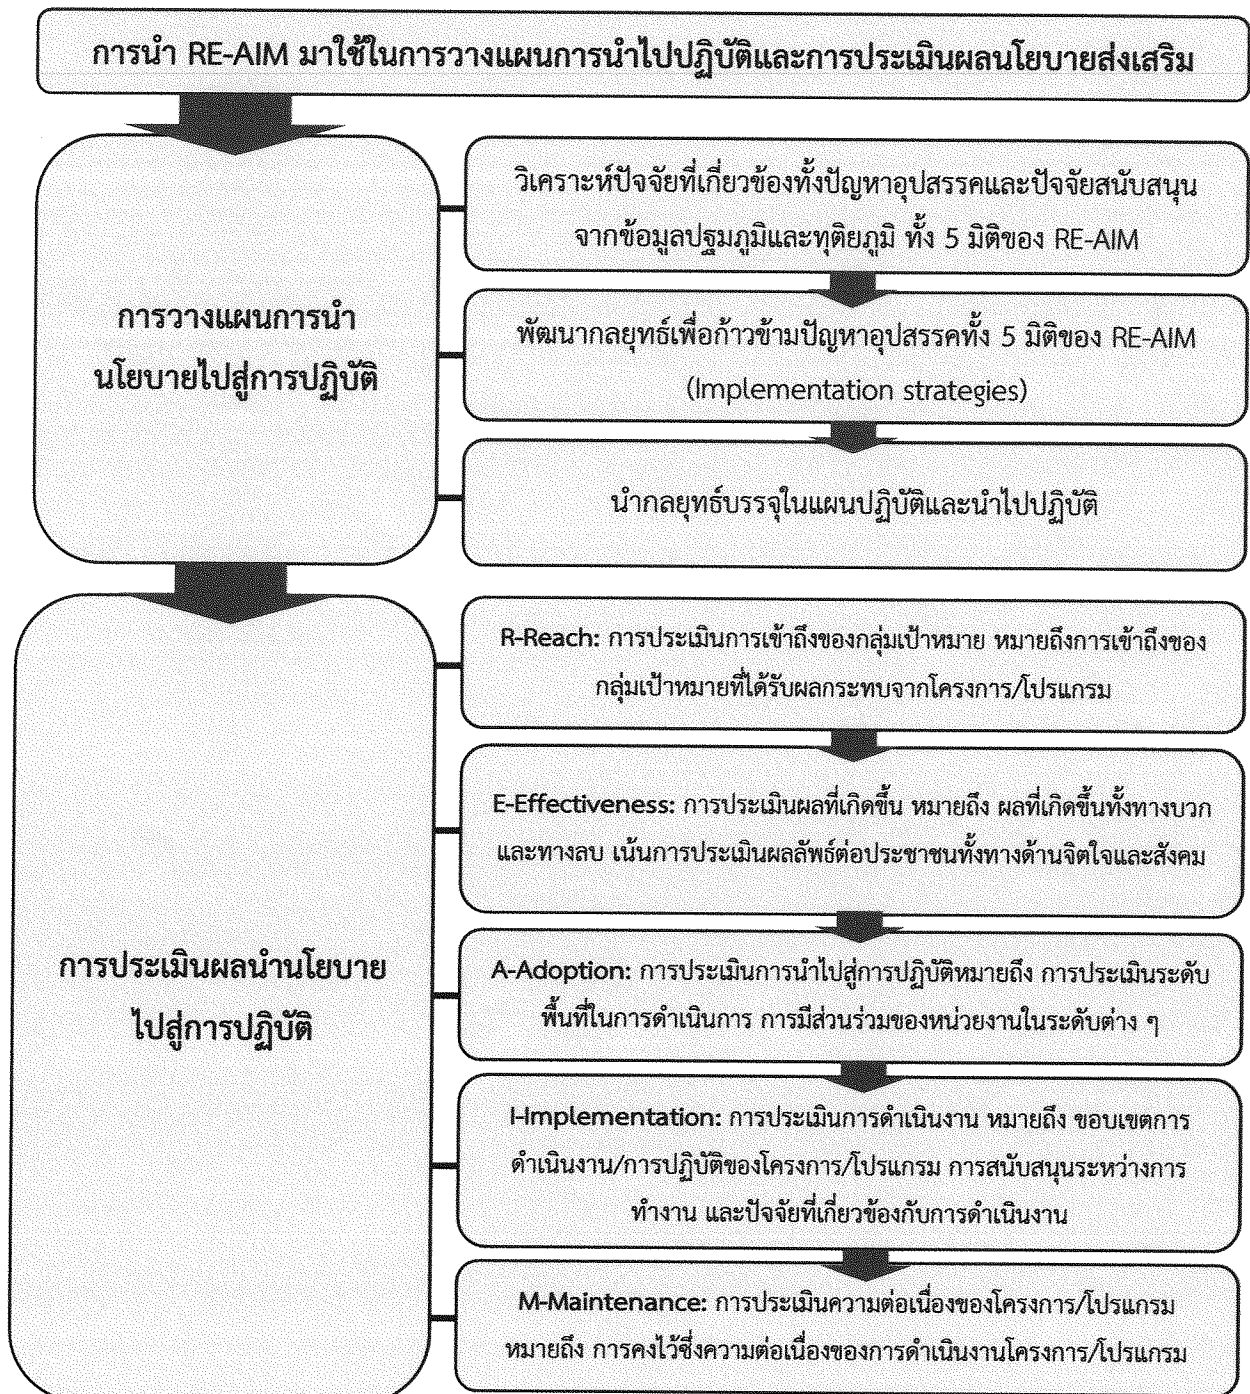 การนำ RE-AIM มาใช้ในการวางแผนการนำไปปฏิบัติและการประเมินผลนโยบายส่งเสริม
การวางแผนการนำ
นโยบายไปสู่การปฏิบัติ
วิเคราะห์ปัจจัยที่เกี่ยวข้องทั้งปัญหาอุปสรรคและปัจจัยสนับสนุน
จากข้อมูลปฐมภูมิและทุติยภูมิ ทั้ง 5 มิติของ RE-AIM
พัฒนากลยุทธ์เพื่อก้าวข้ามปัญหาอุปสรรคทั้ง 5 มิติของ RE-AIM
(Implementation strategies)
นำกลยุทธ์บรรจุในแผนปฏิบัติและนำไปปฏิบัติ
การประเมินผลนำนโยบาย
ไปสู่การปฏิบัติ
R-Reach: การประเมินการเข้าถึงของกลุ่มเป้าหมาย หมายถึงการเข้าถึงของ
กลุ่มเป้าหมายที่ได้รับผลกระทบจากโครงการ/โปรแกรม
E-Effectiveness: การประเมินผลที่เกิดขึ้น หมายถึง ผลที่เกิดขึ้นทั้งทางบวก
และทางลบ เน้นการประเมินผลลัพธ์ต่อประชาชนทั้งทางด้านจิตใจและสังคม
A-Adoption: การประเมินการนำไปสู่การปฏิบัติหมายถึง การประเมินระดับ
พื้นที่ในการดำเนินการ การมีส่วนร่วมของหน่วยงานในระดับต่าง ๆ
I-Implementation: การประเมินการดำเนินงาน หมายถึง ขอบเขตการ
ดำเนินงาน/การปฏิบัติของโครงการ/โปรแกรม การสนับสนุนระหว่างการ
ทำงาน และปัจจัยที่เกี่ยวข้องกับการดำเนินงาน
M-Maintenance: การประเมินความต่อเนื่องของโครงการ/โปรแกรม
หมายถึง การคงไว้ซึ่งความต่อเนื่องของการดำเนินงานโครงการ/โปรแกรม